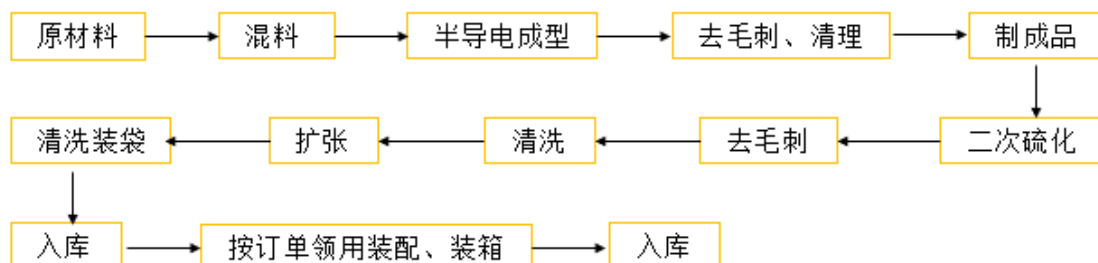 原材料 混料 半导电成型 去毛刺、清理 制成品
清洗装袋 扩张 清洗 去毛刺 二次硫化
入库 按订单领用装配、装箱 入库